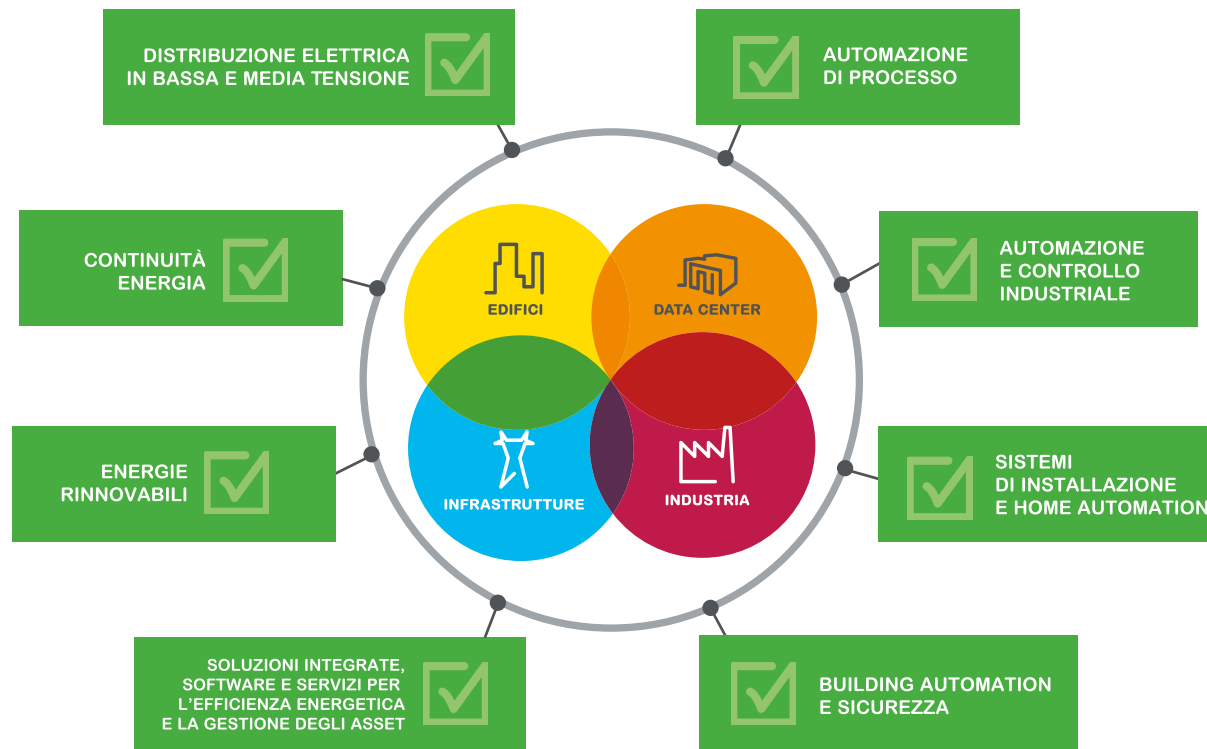 DISTRIBUZIONE ELETTRICA
IN BASSA E MEDIA TENSIONE
AUTOMAZIONE
DI PROCESSO
CONTINUITÀ
ENERGIA
AUTOMAZIONE
E CONTROLLO
INDUSTRIALE
EDIFICI
DATA CENTER
ENERGIE
RINNOVABILI
SISTEMI
DI INSTALLAZIONE
E HOME AUTOMATION
INFRASTRUTTURE
INDUSTRIA
SOLUZIONI INTEGRATE,
SOFTWARE E SERVIZI PER
L'EFFICIENZA ENERGETICA
E LA GESTIONE DEGLI ASSET
BUILDING AUTOMATION
E SICUREZZA